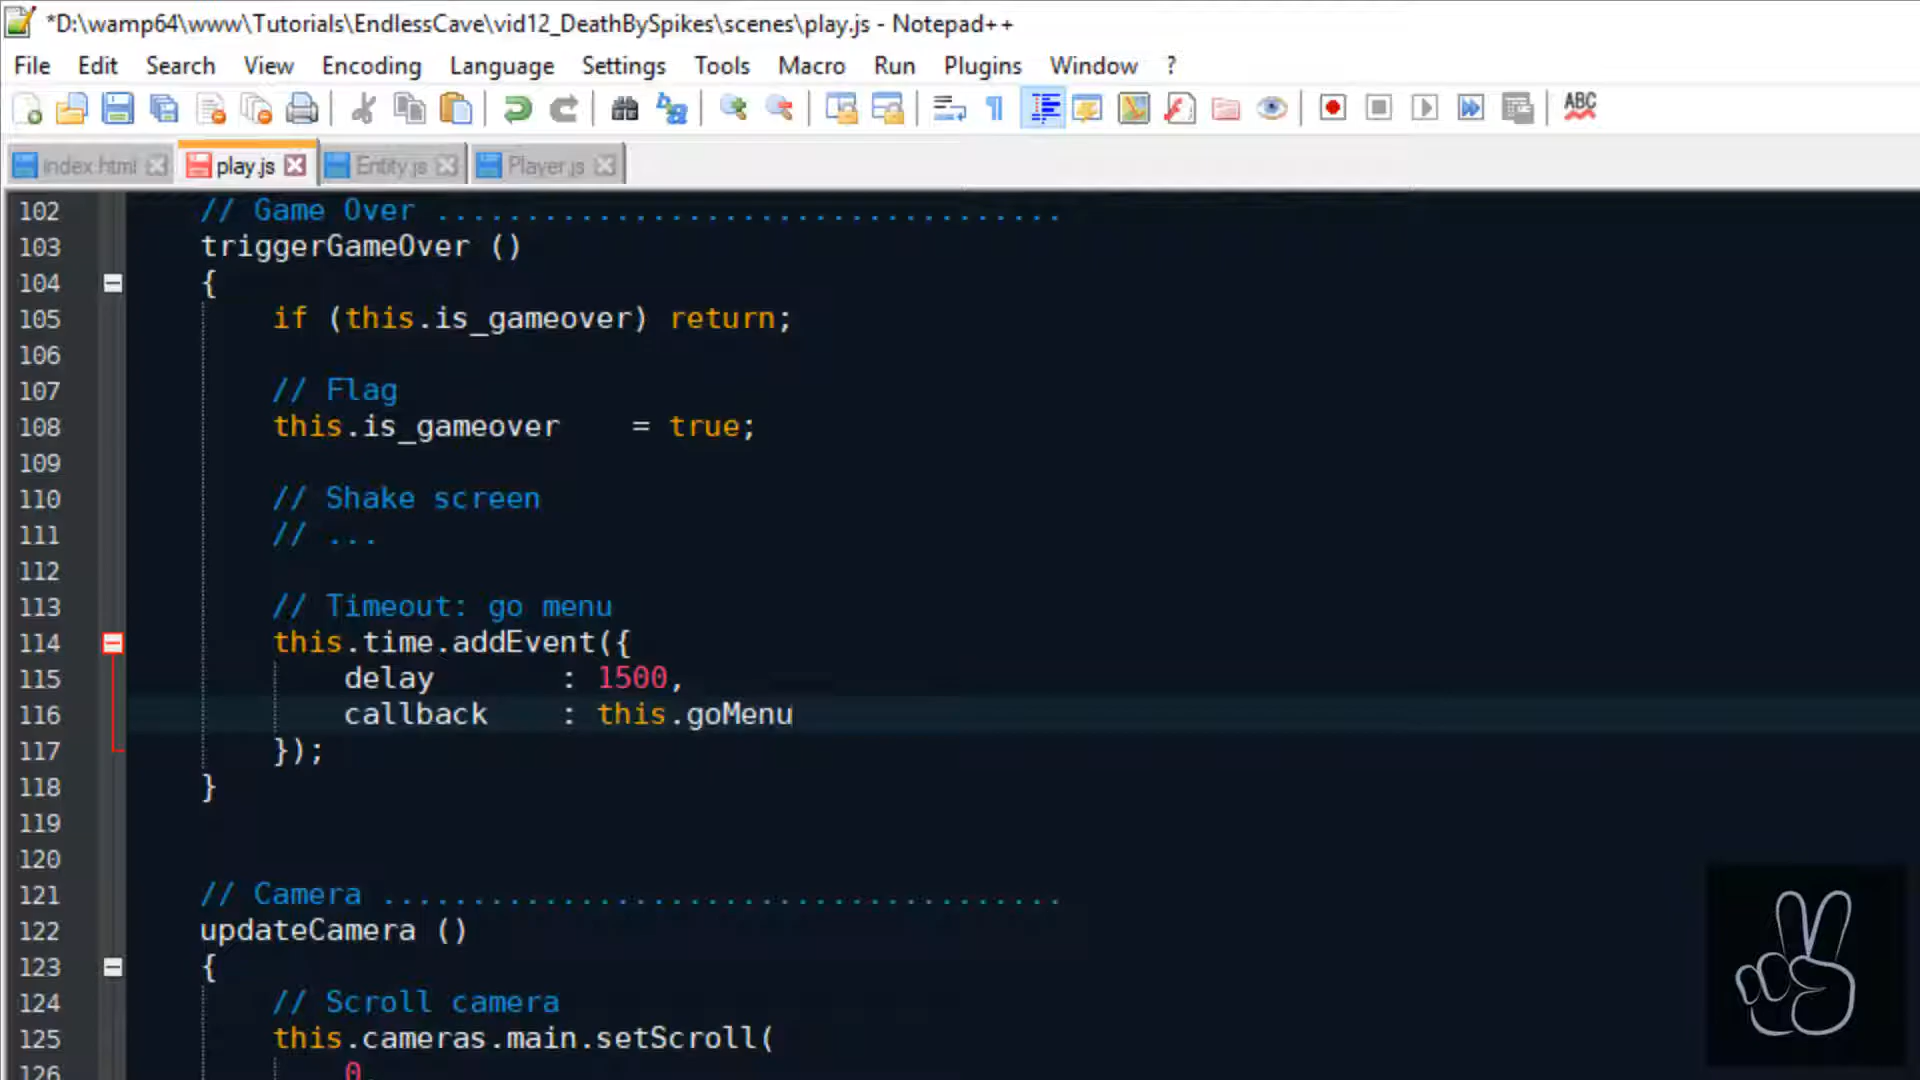 *D:\wamp64\www\Tutorials\EndlessCave\vid12_DeathBySpikes\scenes\play.js - Notepad++
File Edit Search View Encoding Language Settings Tools Macro Run Plugins Window ?
ABC
index.html play.js Entity.js Player.js
102 // Game Over ...................................
103 triggerGameOver ()
104 {
105 if (this.is_gameover) return;
106
107 // Flag
108 this.is_gameover = true;
109
110 // Shake screen
111 // ...
112
113 // Timeout: go menu
114 this.time.addEvent({
115 delay : 1500,
116 callback : this.goMenu
117 });
118 }
119
120
121 // Camera ......................................
122 updateCamera ()
123 {
124 // Scroll camera
125 this.cameras.main.setScroll(
126 0,